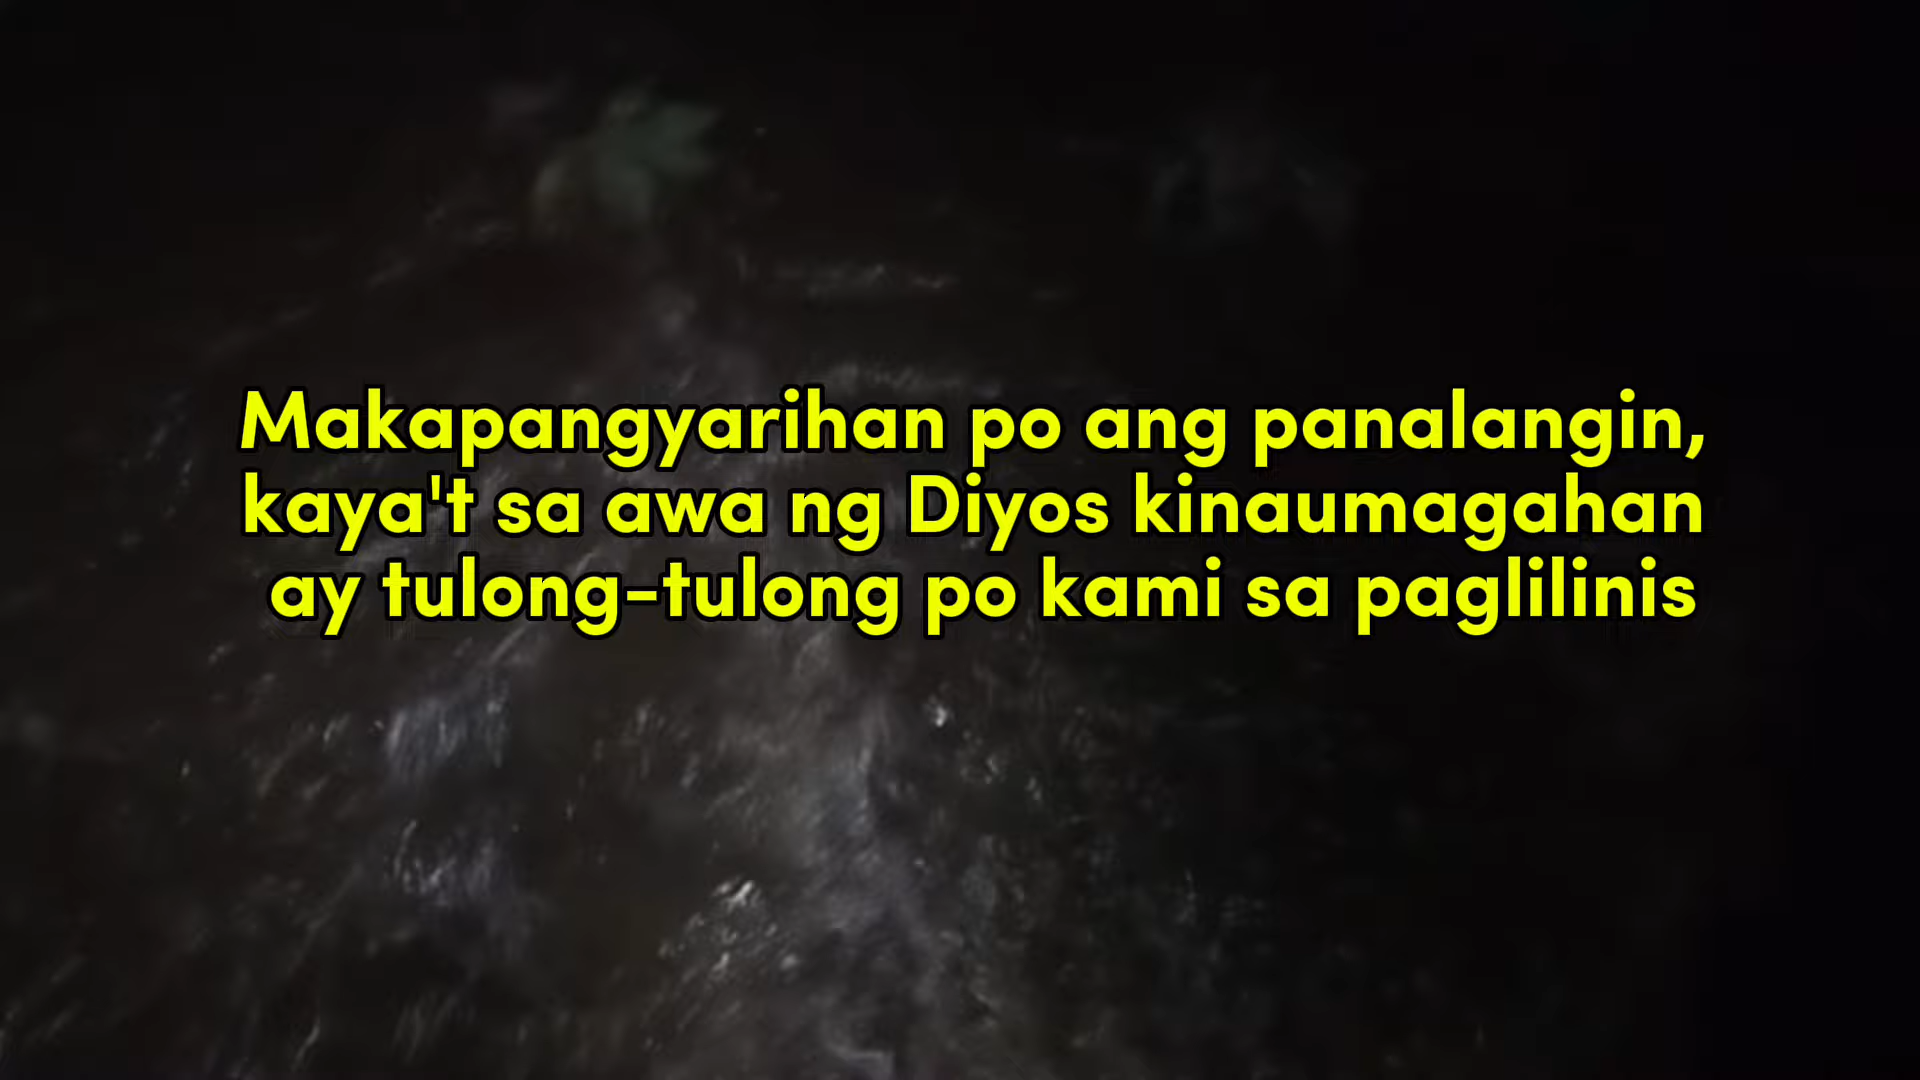 Makapangyarihan po ang panalangin,
kaya't sa awa ng Diyos kinaumagahan
ay tulong-tulong po kami sa paglilinis